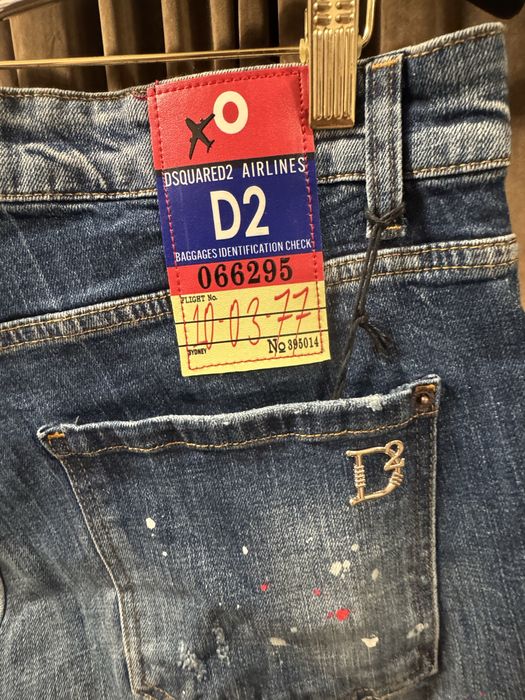 O
DSQUARED2 AIRLINES
D2
BAGGAGES IDENTIFICATION CHECK
066295
FLIGHT No.
10-03-77
SYDNEY No 395014
D2